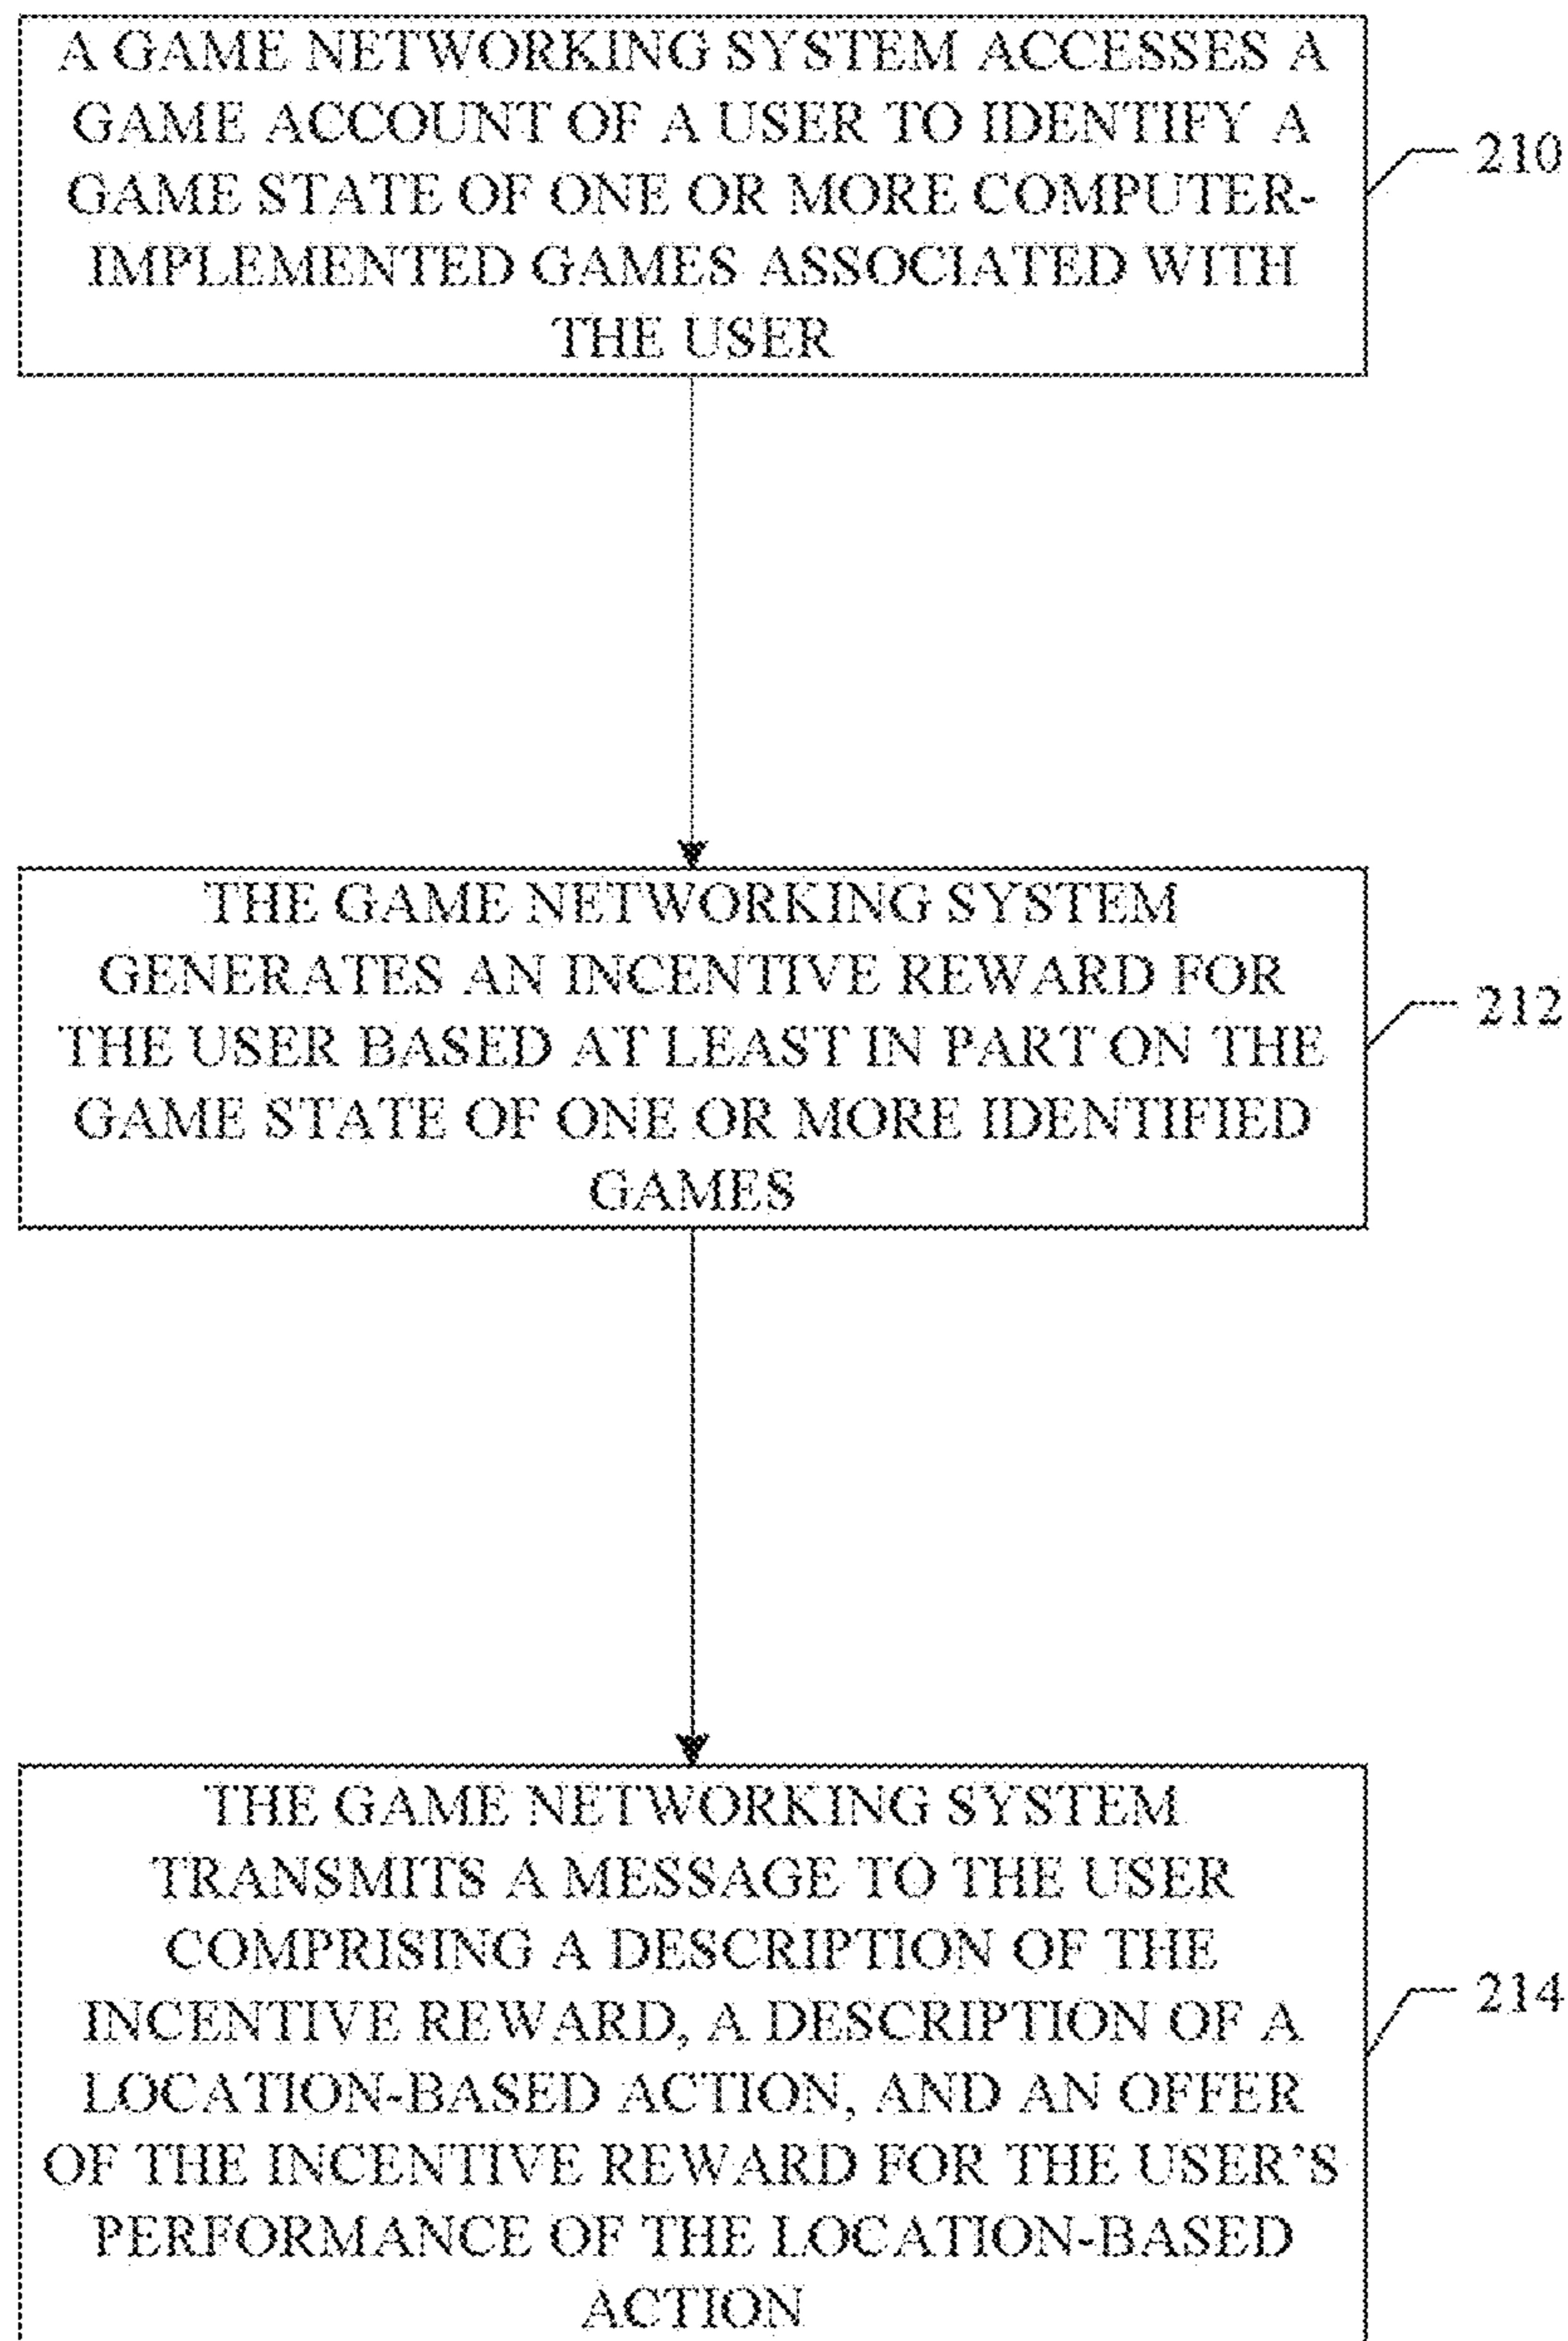 A GAME NETWORKING SYSTEM ACCESSES A
GAME ACCOUNT OF A USER TO IDENTIFY A
GAME STATE OF ONE OR MORE COMPUTER-
IMPLEMENTED GAMES ASSOCIATED WITH
THE USER
210
THE GAME NETWORKING SYSTEM
GENERATES AN INCENTIVE REWARD FOR
THE USER BASED AT LEAST IN PART ON THE
GAME STATE OF ONE OR MORE IDENTIFIED
GAMES
212
THE GAME NETWORKING SYSTEM
TRANSMITS A MESSAGE TO THE USER
COMPRISING A DESCRIPTION OF THE
INCENTIVE REWARD, A DESCRIPTION OF A
LOCATION-BASED ACTION, AND AN OFFER
OF THE INCENTIVE REWARD FOR THE USER’S
PERFORMANCE OF THE LOCATION-BASED
ACTION
214